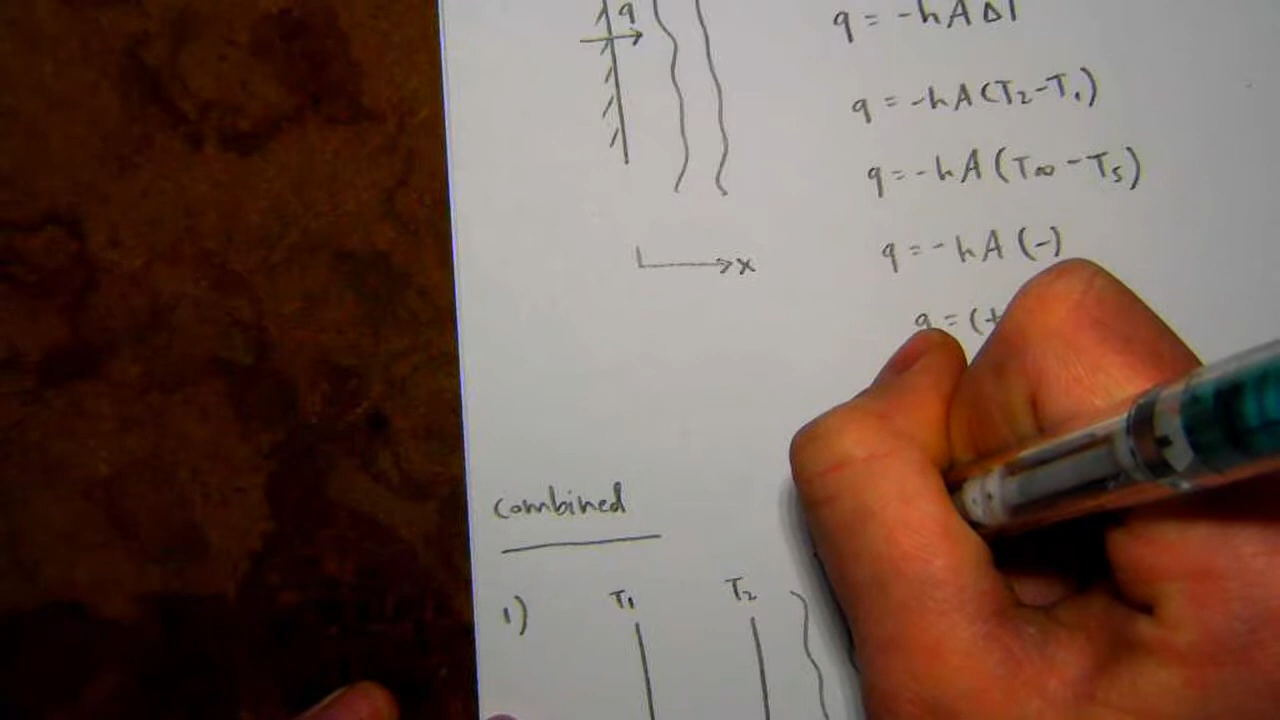 q
q = -hAΔT
q = -hA(T₂-T₁)
q = -hA(T∞-Tₛ)
x
q = -hA(-)
q = (+
combined
1)
T₁
T₂